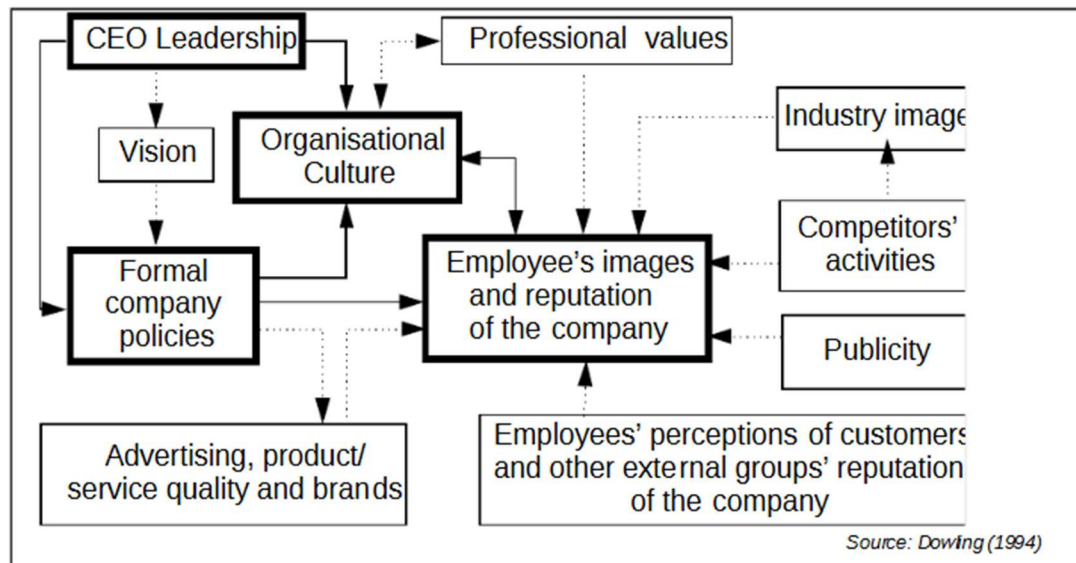 CEO Leadership
Professional values
Industry image
Vision
Organisational
Culture
Competitors'
activities
Formal
company
policies
Employee's images
and reputation
of the company
Publicity
Advertising, product/
service quality and brands
Employees' perceptions of customers
and other external groups' reputation
of the company
Source: Dowling (1994)